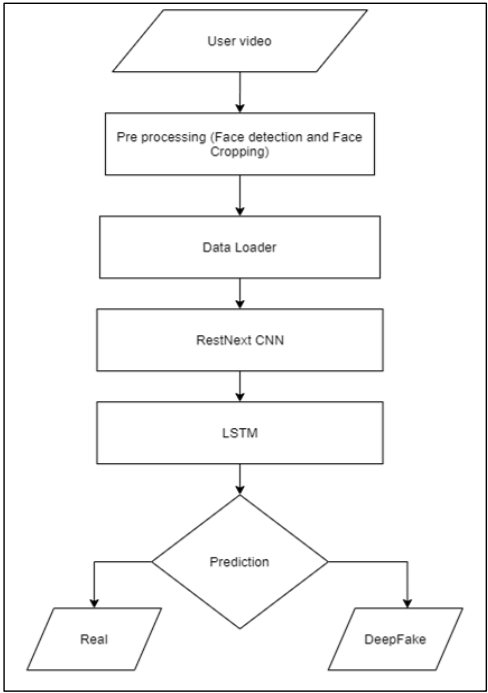 User video
Pre processing (Face detection and Face
Cropping)
Data Loader
RestNext CNN
LSTM
Prediction
Real
DeepFake